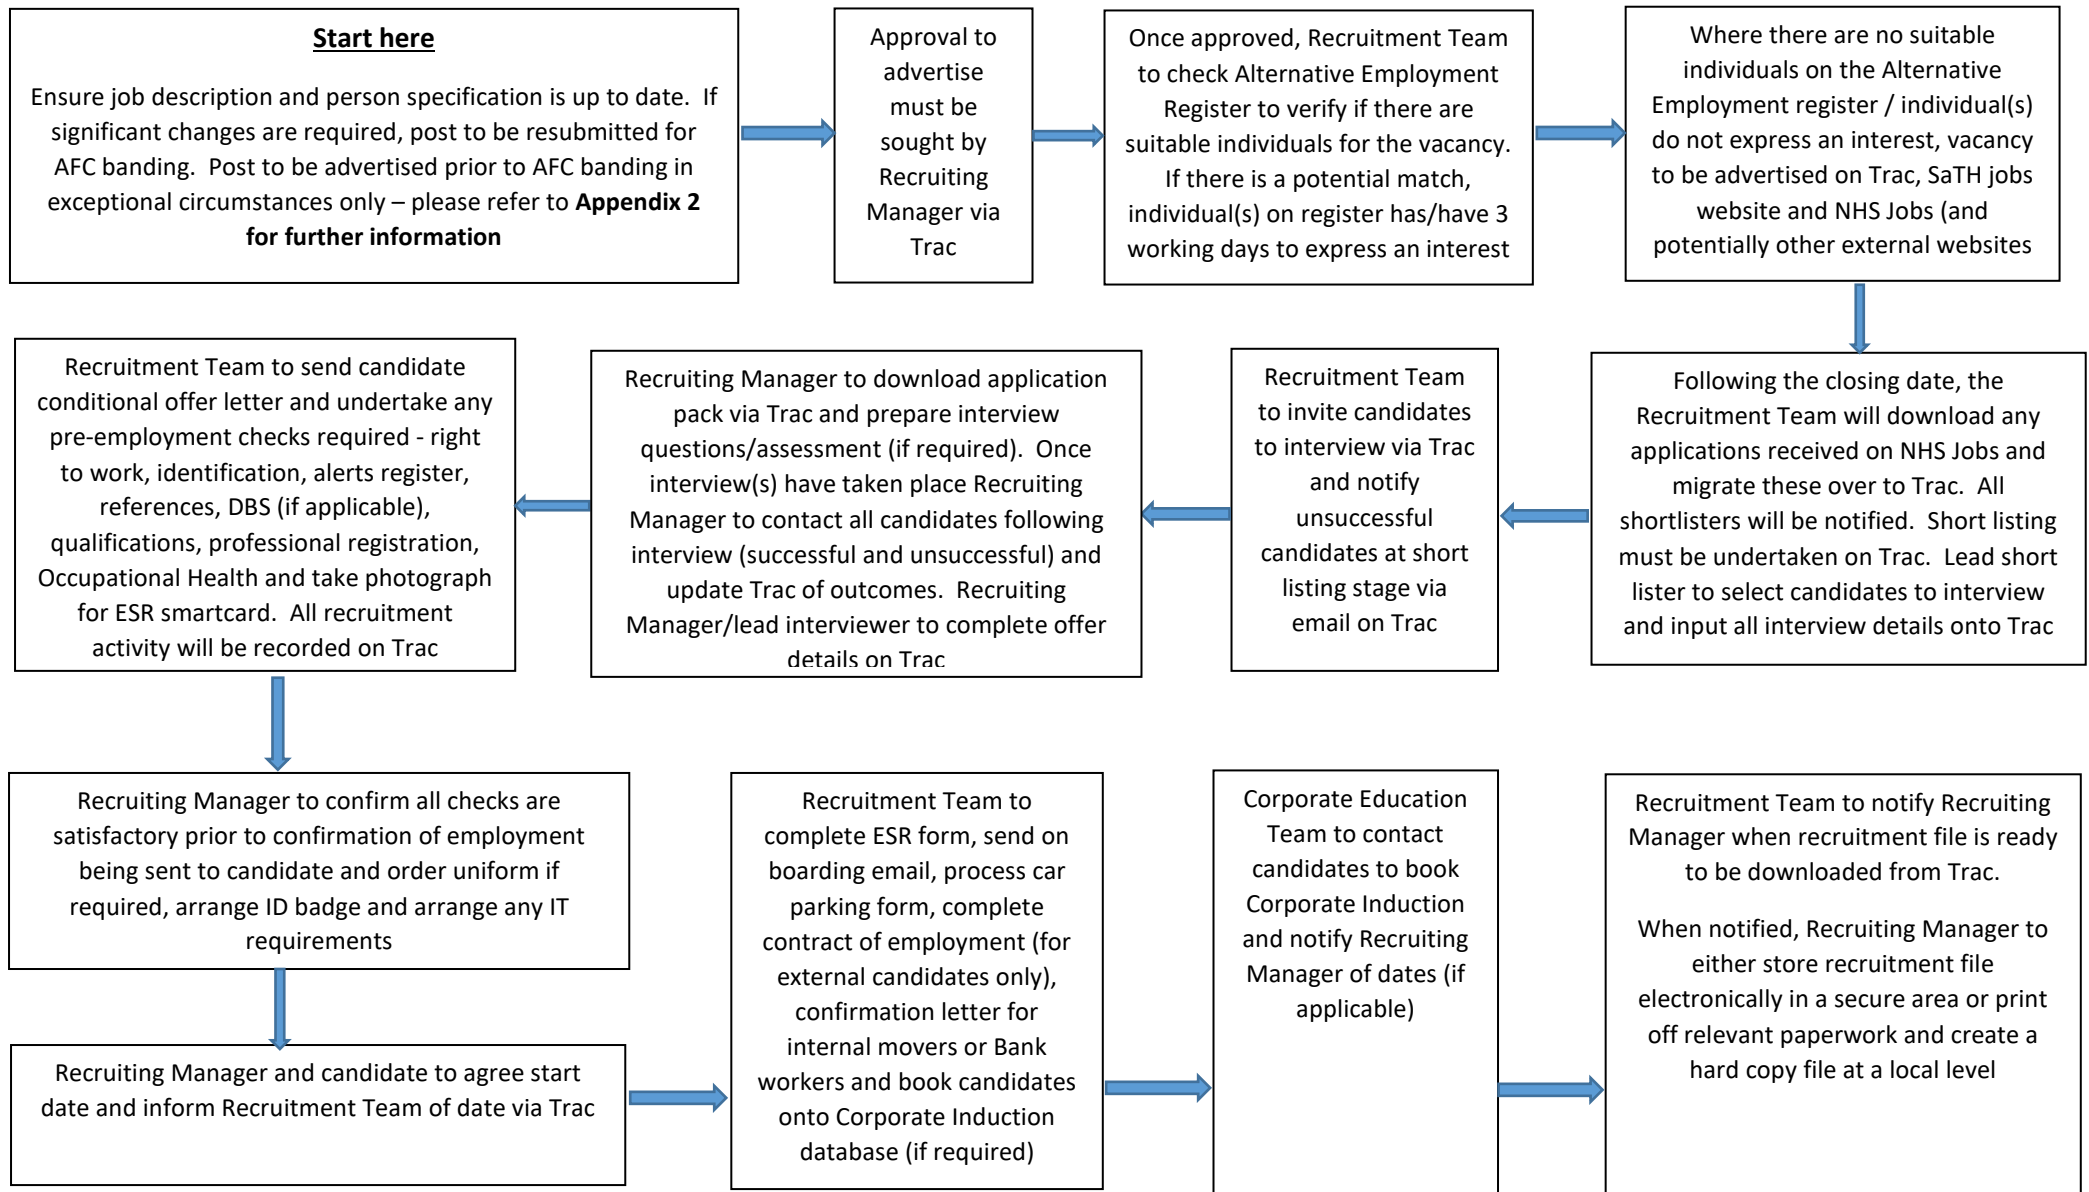 Start here
Ensure job description and person specification is up to date.  If
significant changes are required, post to be resubmitted for
AFC banding.  Post to be advertised prior to AFC banding in
exceptional circumstances only – please refer to Appendix 2
for further information
Approval to
advertise
must be
sought by
Recruiting
Manager via
Trac
Once approved, Recruitment Team
to check Alternative Employment
Register to verify if there are
suitable individuals for the vacancy.
If there is a potential match,
individual(s) on register has/have 3
working days to express an interest
Where there are no suitable
individuals on the Alternative
Employment register / individual(s)
do not express an interest, vacancy
to be advertised on Trac, SaTH jobs
website and NHS Jobs (and
potentially other external websites
Following the closing date, the
Recruitment Team will download any
applications received on NHS Jobs and
migrate these over to Trac.  All
shortlisters will be notified.  Short listing
must be undertaken on Trac.  Lead short
lister to select candidates to interview
and input all interview details onto Trac
Recruitment Team
to invite candidates
to interview via Trac
and notify
unsuccessful
candidates at short
listing stage via
email on Trac
Recruiting Manager to download application
pack via Trac and prepare interview
questions/assessment (if required).  Once
interview(s) have taken place Recruiting
Manager to contact all candidates following
interview (successful and unsuccessful) and
update Trac of outcomes.  Recruiting
Manager/lead interviewer to complete offer
details on Trac
Recruitment Team to send candidate
conditional offer letter and undertake any
pre-employment checks required - right
to work, identification, alerts register,
references, DBS (if applicable),
qualifications, professional registration,
Occupational Health and take photograph
for ESR smartcard.  All recruitment
activity will be recorded on Trac
Recruiting Manager to confirm all checks are
satisfactory prior to confirmation of employment
being sent to candidate and order uniform if
required, arrange ID badge and arrange any IT
requirements
Recruiting Manager and candidate to agree start
date and inform Recruitment Team of date via Trac
Recruitment Team to
complete ESR form, send on
boarding email, process car
parking form, complete
contract of employment (for
external candidates only),
confirmation letter for
internal movers or Bank
workers and book candidates
onto Corporate Induction
database (if required)
Corporate Education
Team to contact
candidates to book
Corporate Induction
and notify Recruiting
Manager of dates (if
applicable)
Recruitment Team to notify Recruiting
Manager when recruitment file is ready
to be downloaded from Trac.
When notified, Recruiting Manager to
either store recruitment file
electronically in a secure area or print
off relevant paperwork and create a
hard copy file at a local level